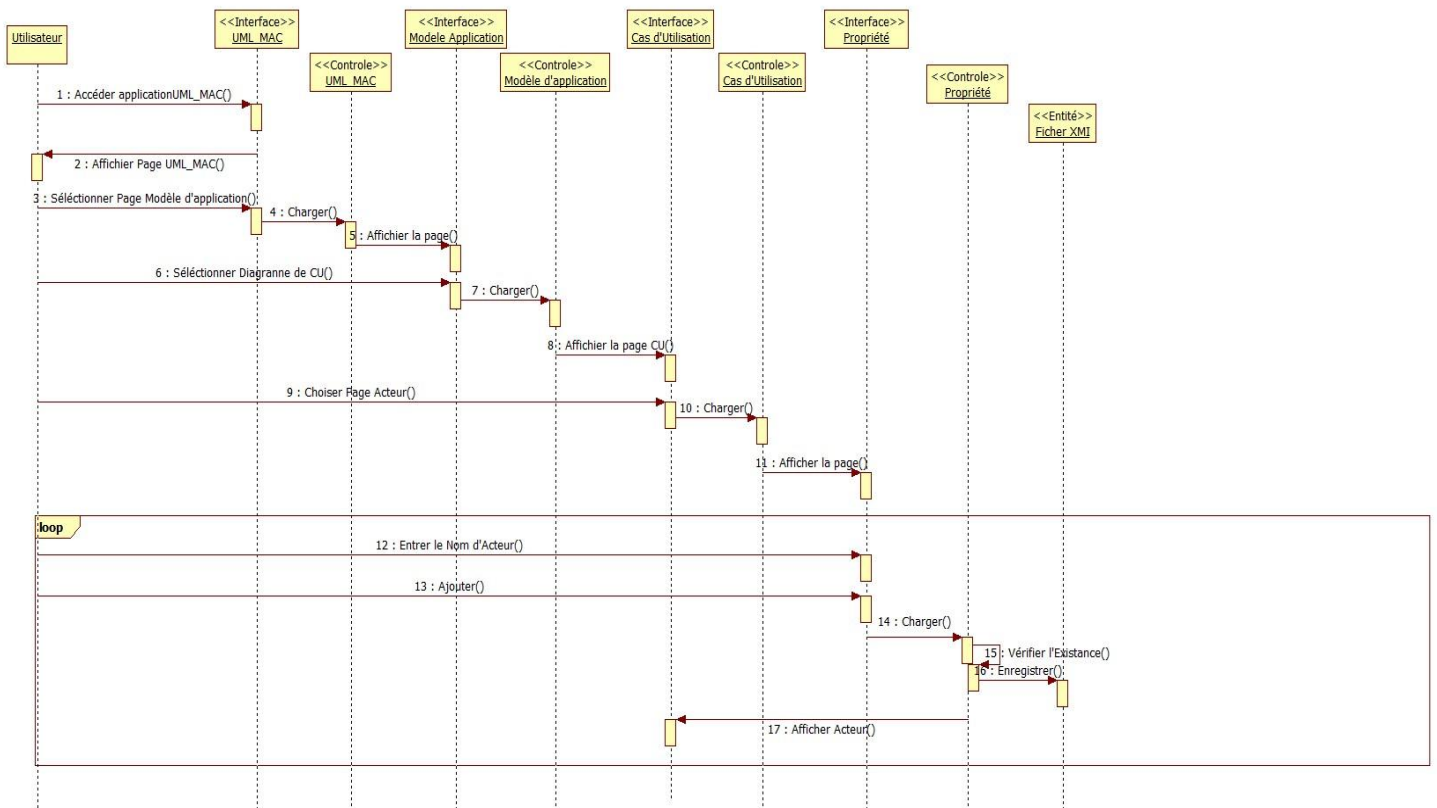 Utilisateur
<<Interface>>
UML_MAC
<<Controle>>
UML_MAC
<<Interface>>
Modele Application
<<Controle>>
Modèle d'application
<<Interface>>
Cas d'Utilisation
<<Controle>>
Cas d'Utilisation
<<Interface>>
Propriété
<<Controle>>
Propriété
<<Entité>>
Ficher XMI
1 : Accéder applicationUML_MAC()
2 : Affichier Page UML_MAC()
3 : Séléctionner Page Modèle d'application()
4 : Charger()
5 : Affichier la page()
6 : Séléctionner Diagranne de CU()
7 : Charger()
8 : Affichier la page CU()
9 : Choiser Page Acteur()
10 : Charger()
11 : Afficher la page()
loop
12 : Entrer le Nom d'Acteur()
13 : Ajouter()
14 : Charger()
15 : Vérifier l'Existance()
16 : Enregistrer()
17 : Afficher Acteur()